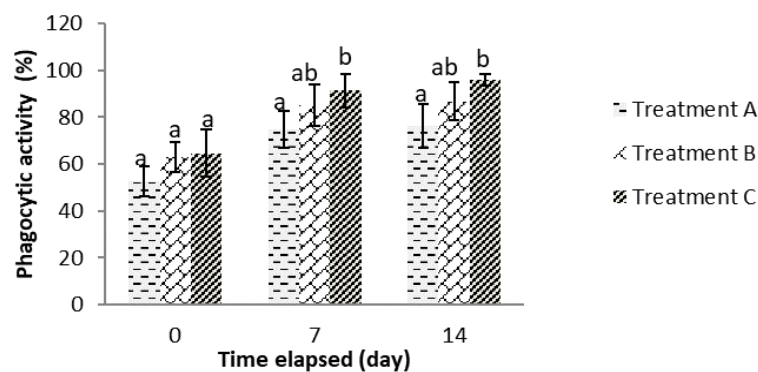 120
100
80
60
40
20
0
Phagocytic activity (%)
a a a
a ab b
a ab b
0 7 14
Time elapsed (day)
Treatment A
Treatment B
Treatment C